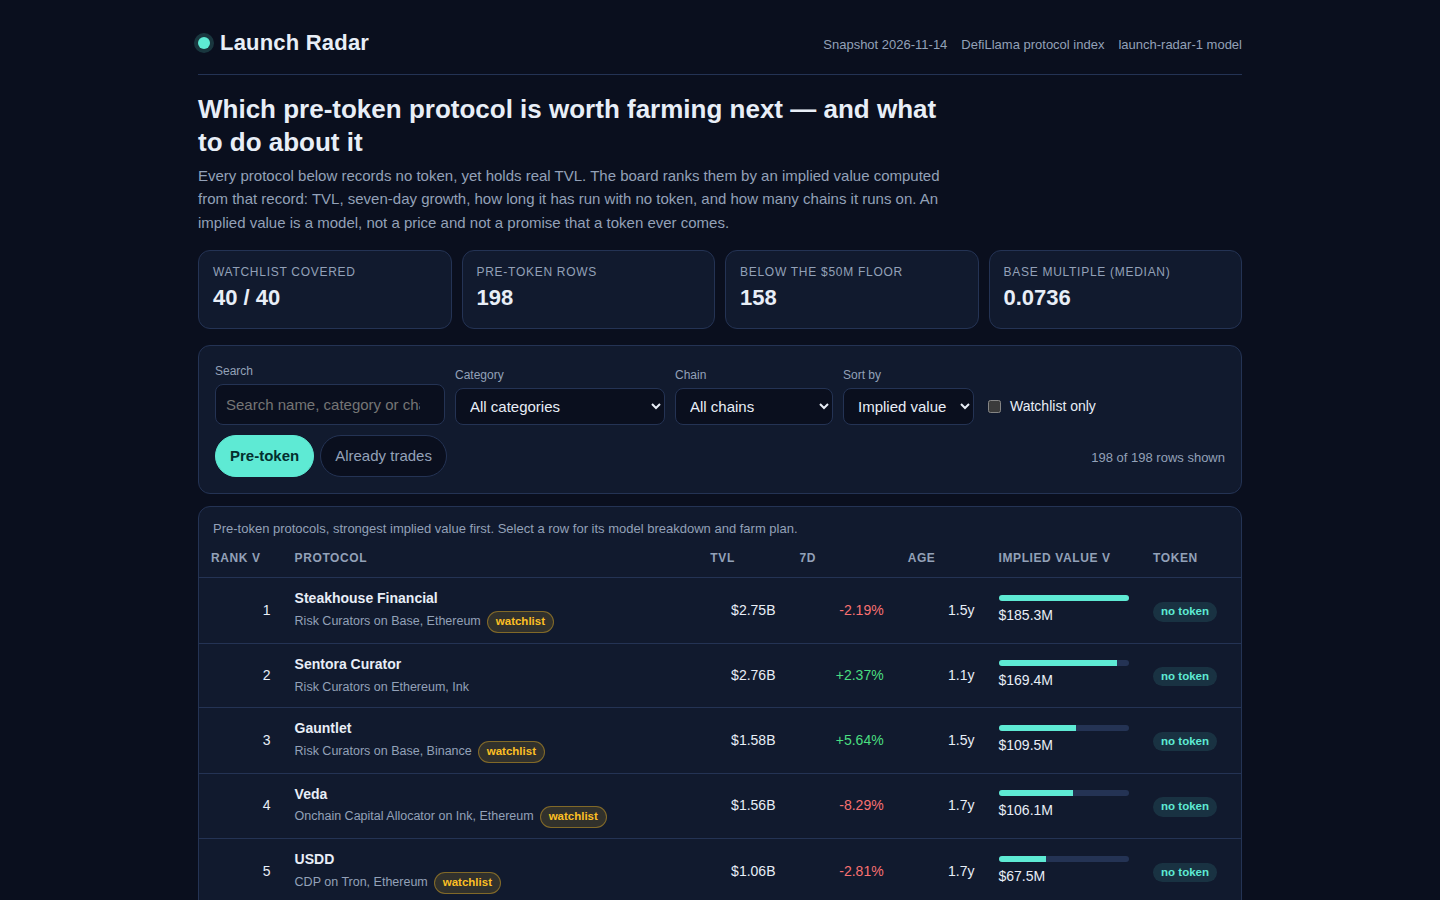 Launch Radar
Snapshot 2026-11-14 DefiLlama protocol index launch-radar-1 model
Which pre-token protocol is worth farming next — and what
to do about it
Every protocol below records no token, yet holds real TVL. The board ranks them by an implied value computed
from that record: TVL, seven-day growth, how long it has run with no token, and how many chains it runs on. An
implied value is a model, not a price and not a promise that a token ever comes.
WATCHLIST COVERED
40 / 40
PRE-TOKEN ROWS
198
BELOW THE $50M FLOOR
158
BASE MULTIPLE (MEDIAN)
0.0736
Search
Search name, category or ch
Category
All categories
Chain
All chains
Sort by
Implied value
Watchlist only
Pre-token
Already trades
198 of 198 rows shown
Pre-token protocols, strongest implied value first. Select a row for its model breakdown and farm plan.
RANK V PROTOCOL TVL 7D AGE IMPLIED VALUE V TOKEN
1 Steakhouse Financial $2.75B -2.19% 1.5y $185.3M no token
Risk Curators on Base, Ethereum watchlist
2 Sentora Curator $2.76B +2.37% 1.1y $169.4M no token
Risk Curators on Ethereum, Ink
3 Gauntlet $1.58B +5.64% 1.5y $109.5M no token
Risk Curators on Base, Binance watchlist
4 Veda $1.56B -8.29% 1.7y $106.1M no token
Onchain Capital Allocator on Ink, Ethereum watchlist
5 USDD $1.06B -2.81% 1.7y $67.5M no token
CDP on Tron, Ethereum watchlist